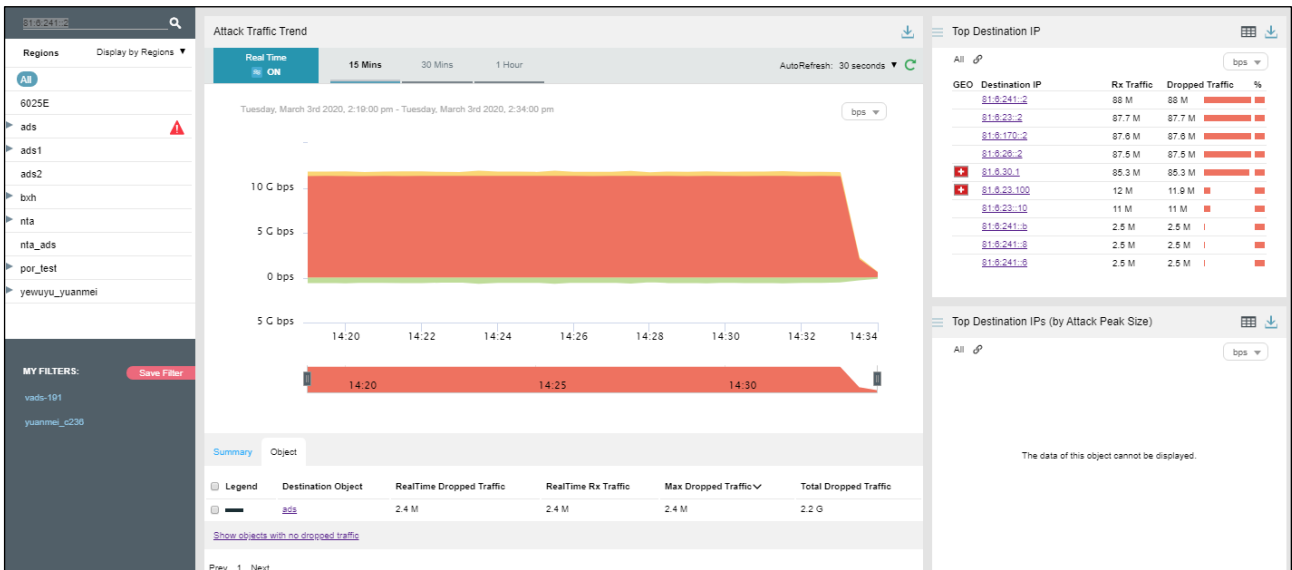 81:6:241::2
Regions Display by Regions ▼
All
6025E
ads
ads1
ads2
bxh
nta
nta_ads
por_test
yewuyu_yuanmei
MY FILTERS: Save Filter
vads-191
yuanmei_c236
Attack Traffic Trend
Real Time
ON
15 Mins 30 Mins 1 Hour
AutoRefresh: 30 seconds ▼
Tuesday, March 3rd 2020, 2:19:00 pm - Tuesday, March 3rd 2020, 2:34:00 pm
bps
10 G bps
5 G bps
0 bps
5 G bps
14:20 14:22 14:24 14:26 14:28 14:30 14:32 14:34
14:20 14:25 14:30
Summary Object
Legend Destination Object RealTime Dropped Traffic RealTime Rx Traffic Max Dropped Traffic Total Dropped Traffic
ads 2.4 M 2.4 M 2.4 M 2.2 G
Show objects with no dropped traffic
Prev 1 Next
Top Destination IP
All
bps
GEO Destination IP Rx Traffic Dropped Traffic %
81:6:241::2 88 M 88 M
81:6:23::2 87.7 M 87.7 M
81:6:170::2 87.6 M 87.6 M
81:6:26::2 87.5 M 87.5 M
81.6.30.1 85.3 M 85.3 M
81.6.23.100 12 M 11.9 M
81:6:23::10 11 M 11 M
81:6:241::b 2.5 M 2.5 M
81:6:241::8 2.5 M 2.5 M
81:6:241::6 2.5 M 2.5 M
Top Destination IPs (by Attack Peak Size)
All
bps
The data of this object cannot be displayed.